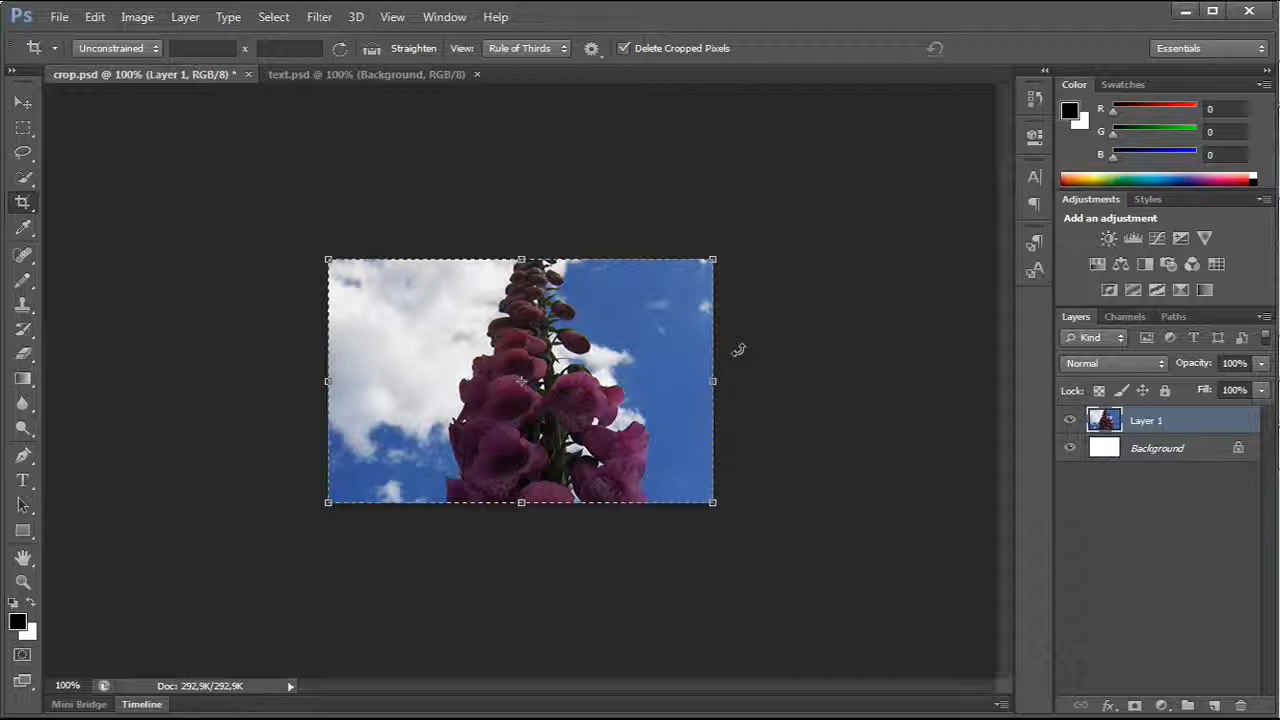 Ps File Edit Image Layer Type Select Filter 3D View Window Help
Unconstrained x Straighten View: Rule of Thirds Delete Cropped Pixels Essentials
crop.psd @ 100% (Layer 1, RGB/8) * × text.psd @ 100% (Background, RGB/8) ×
Color Swatches
R 0
G 0
B 0
Adjustments Styles
Add an adjustment
Layers Channels Paths
Kind
Normal Opacity: 100%
Lock: Fill: 100%
Layer 1
Background
100% Doc: 292,9K/292,9K
Mini Bridge Timeline